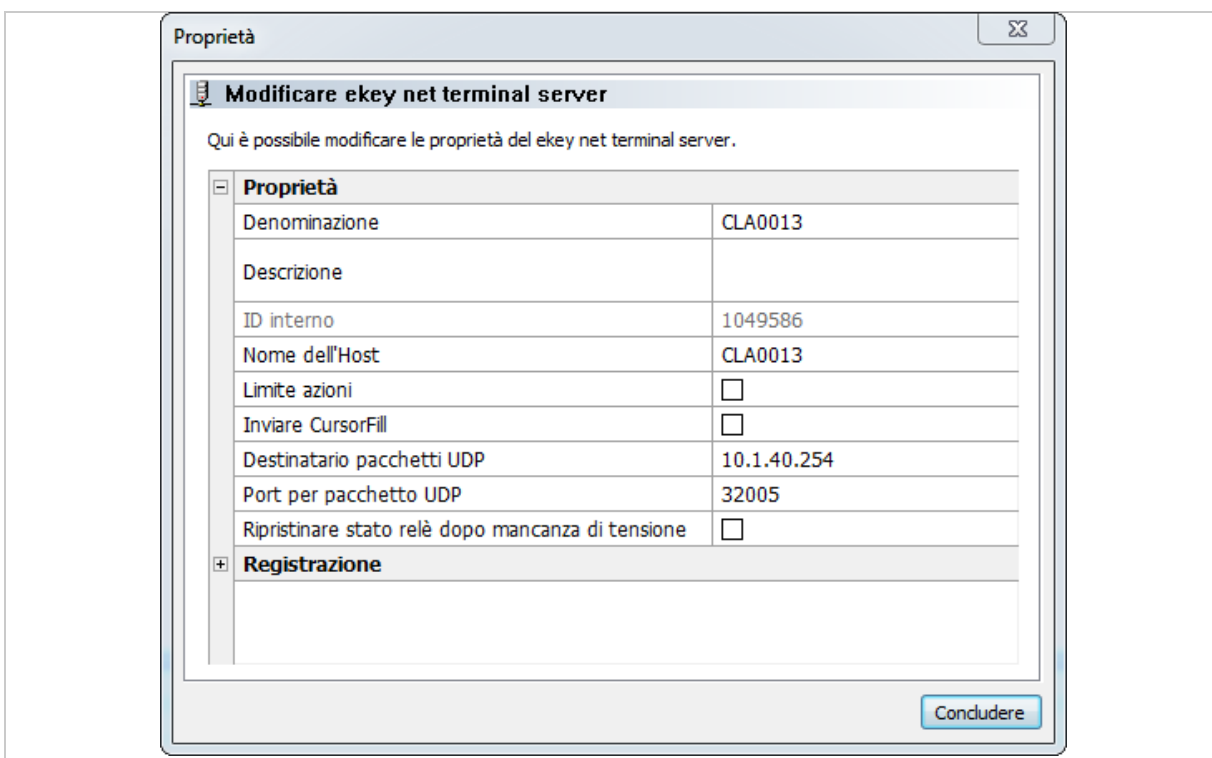 Proprietà
Modificare ekey net terminal server
Qui è possibile modificare le proprietà del ekey net terminal server.
Proprietà
Denominazione CLA0013
Descrizione
ID interno 1049586
Nome dell'Host CLA0013
Limite azioni
Inviare CursorFill
Destinatario pacchetti UDP 10.1.40.254
Port per pacchetto UDP 32005
Ripristinare stato relè dopo mancanza di tensione
Registrazione
Concludere